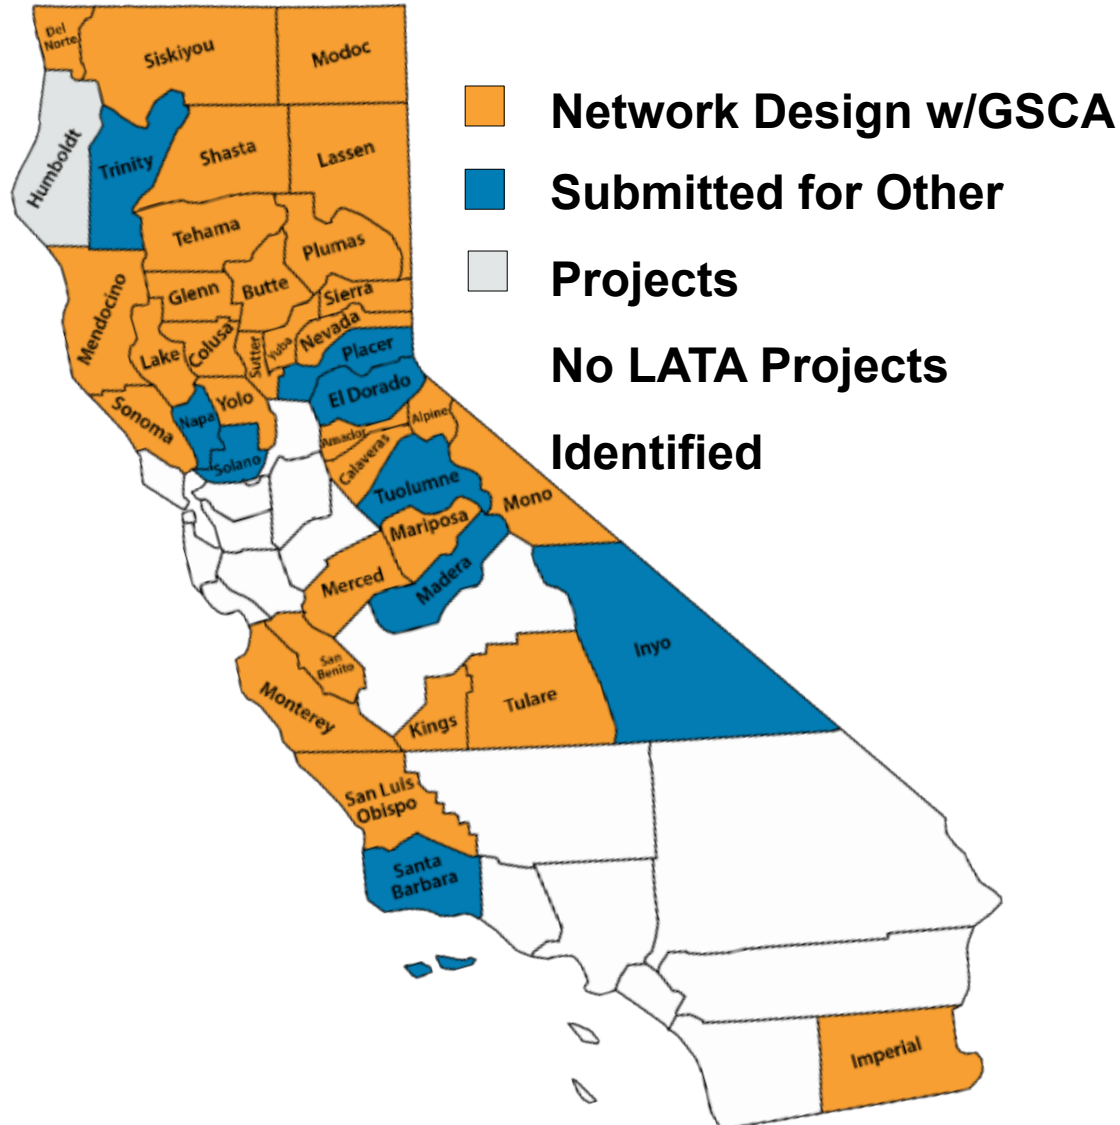 Del
Norte
Siskiyou
Modoc
Humboldt
Trinity
Shasta
Lassen
Tehama
Plumas
Mendocino
Glenn
Butte
Sierra
Lake
Colusa
Sutter
Yuba
Nevada
Placer
El Dorado
Sonoma
Napa
Yolo
Solano
Amador
Alpine
Calaveras
Tuolumne
Mono
Mariposa
Merced
Madera
Inyo
San
Benito
Monterey
Kings
Tulare
San Luis
Obispo
Santa
Barbara
Imperial
Network Design w/GSCA
Submitted for Other
Projects
No LATA Projects
Identified